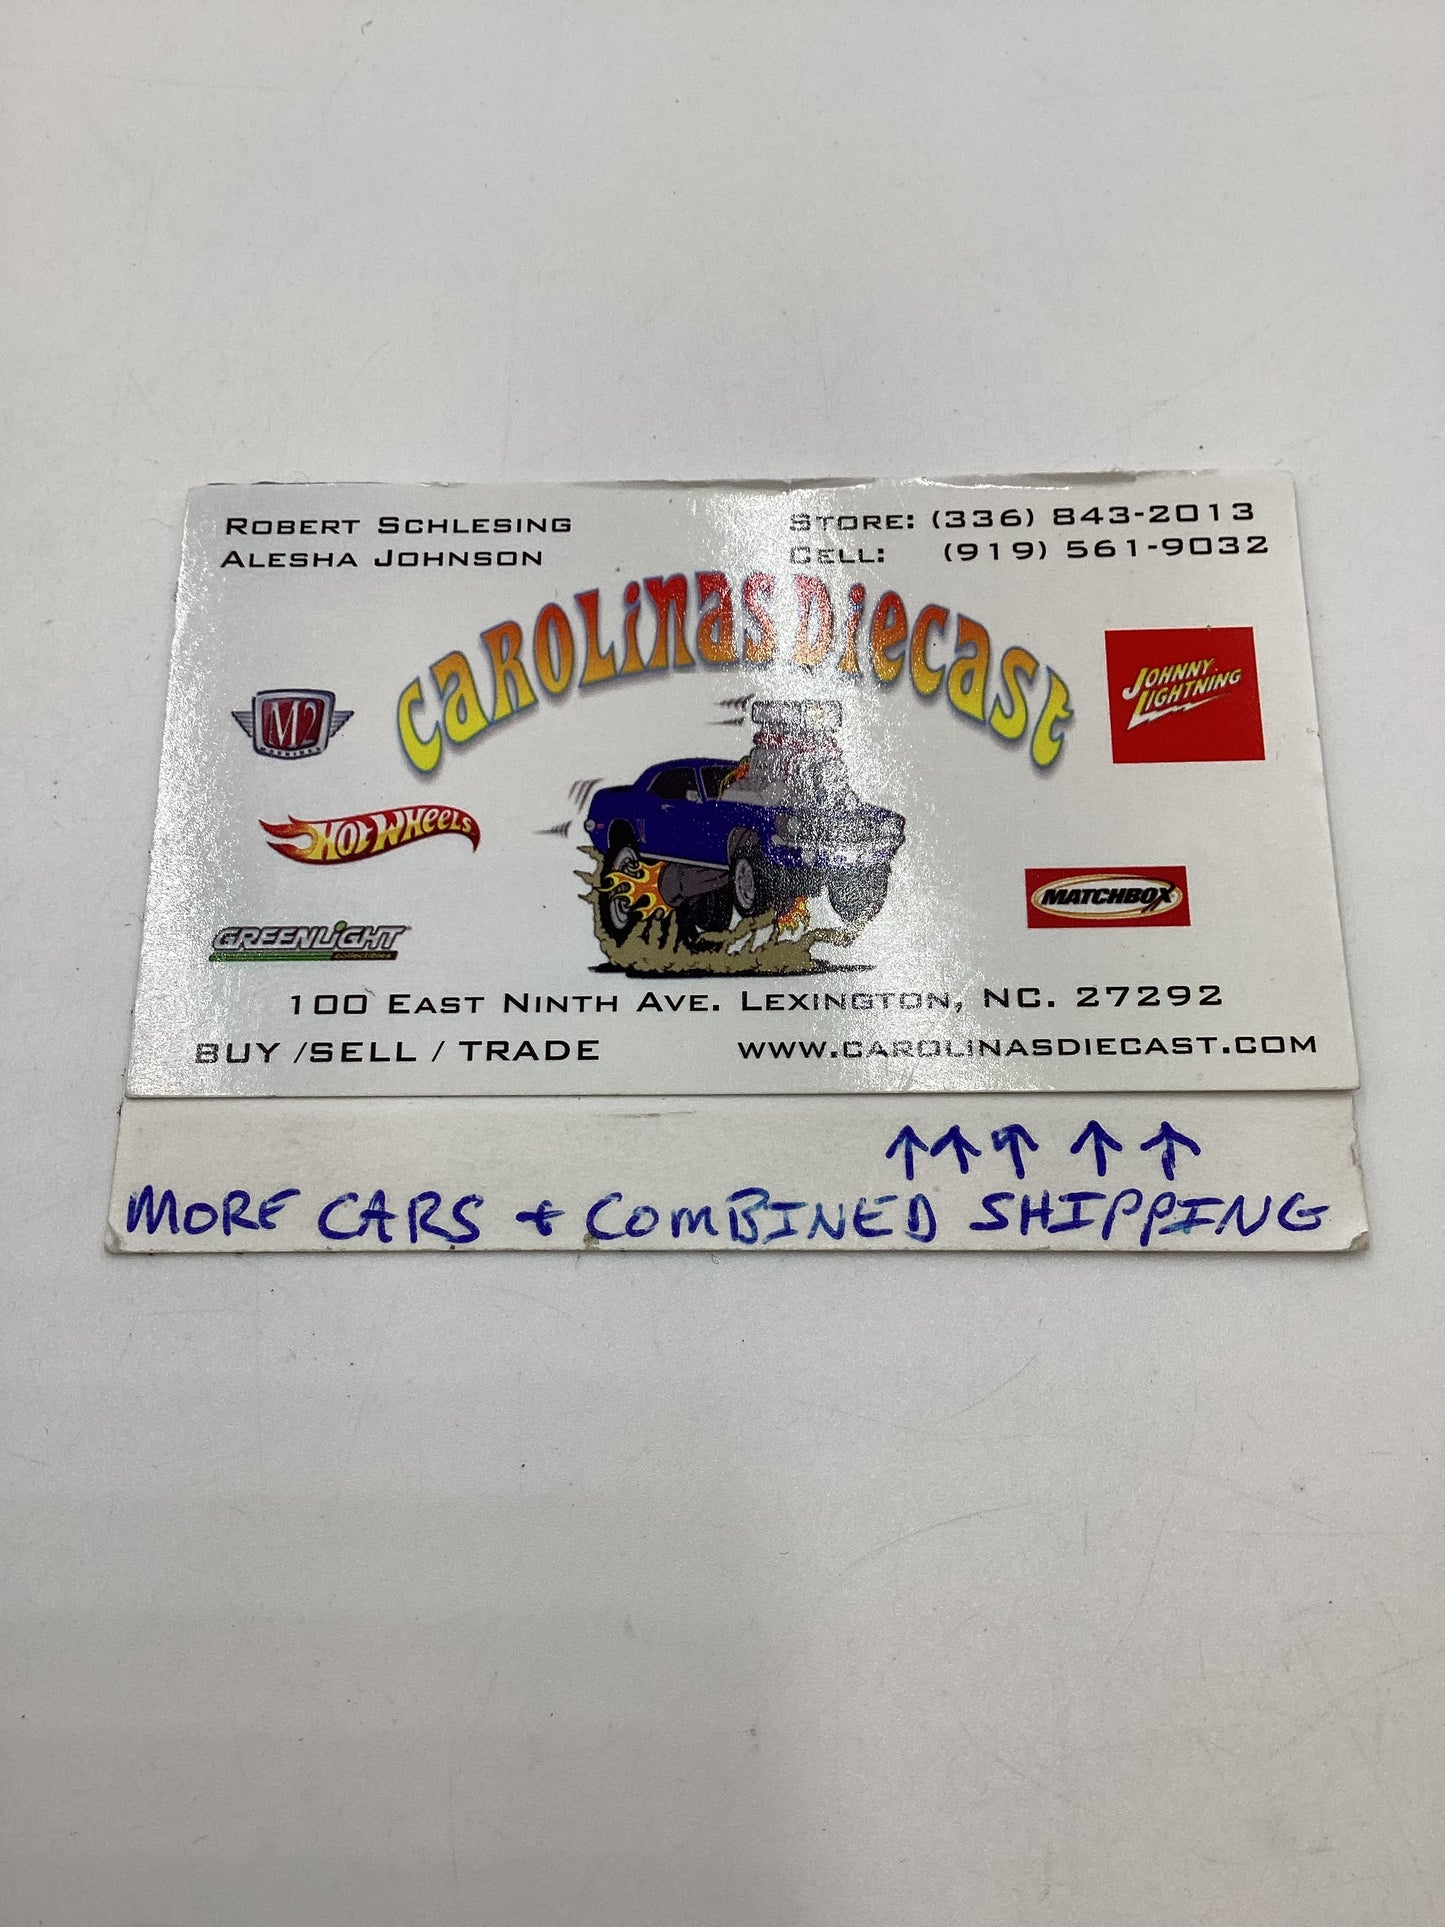 ROBERT SCHLESING
ALESHA JOHNSON
STORE: (336) 843-2013
CELL: (919) 561-9032
CAROLINAS DIECAST
M2
MACHINES
JOHNNY
LIGHTNING
HOT WHEELS
MATCHBOX
GREENLIGHT
collectibles
100 EAST NINTH AVE. LEXINGTON, NC. 27292
BUY /SELL / TRADE
WWW.CAROLINASDIECAST.COM
↑↑↑↑↑
MORE CARS + COMBINED SHIPPING